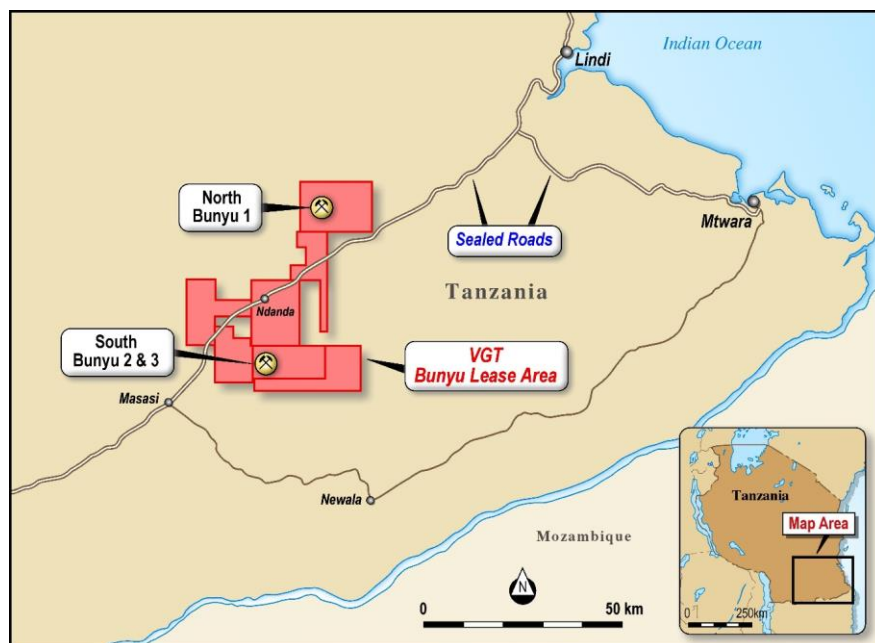 Indian Ocean
Lindi
North
Bunyu 1
Mtwara
Sealed Roads
Tanzania
Ndanda
South
Bunyu 2 & 3
VGT
Bunyu Lease Area
Masasi
Newala
Mozambique
N
0 50 km
Tanzania
Map Area
0 250km